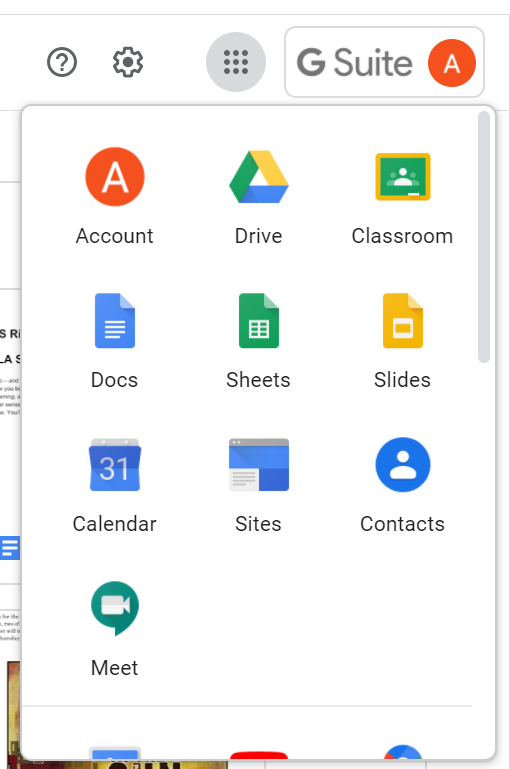 G Suite A
A
Account Drive Classroom
Docs Sheets Slides
31
Calendar Sites Contacts
Meet